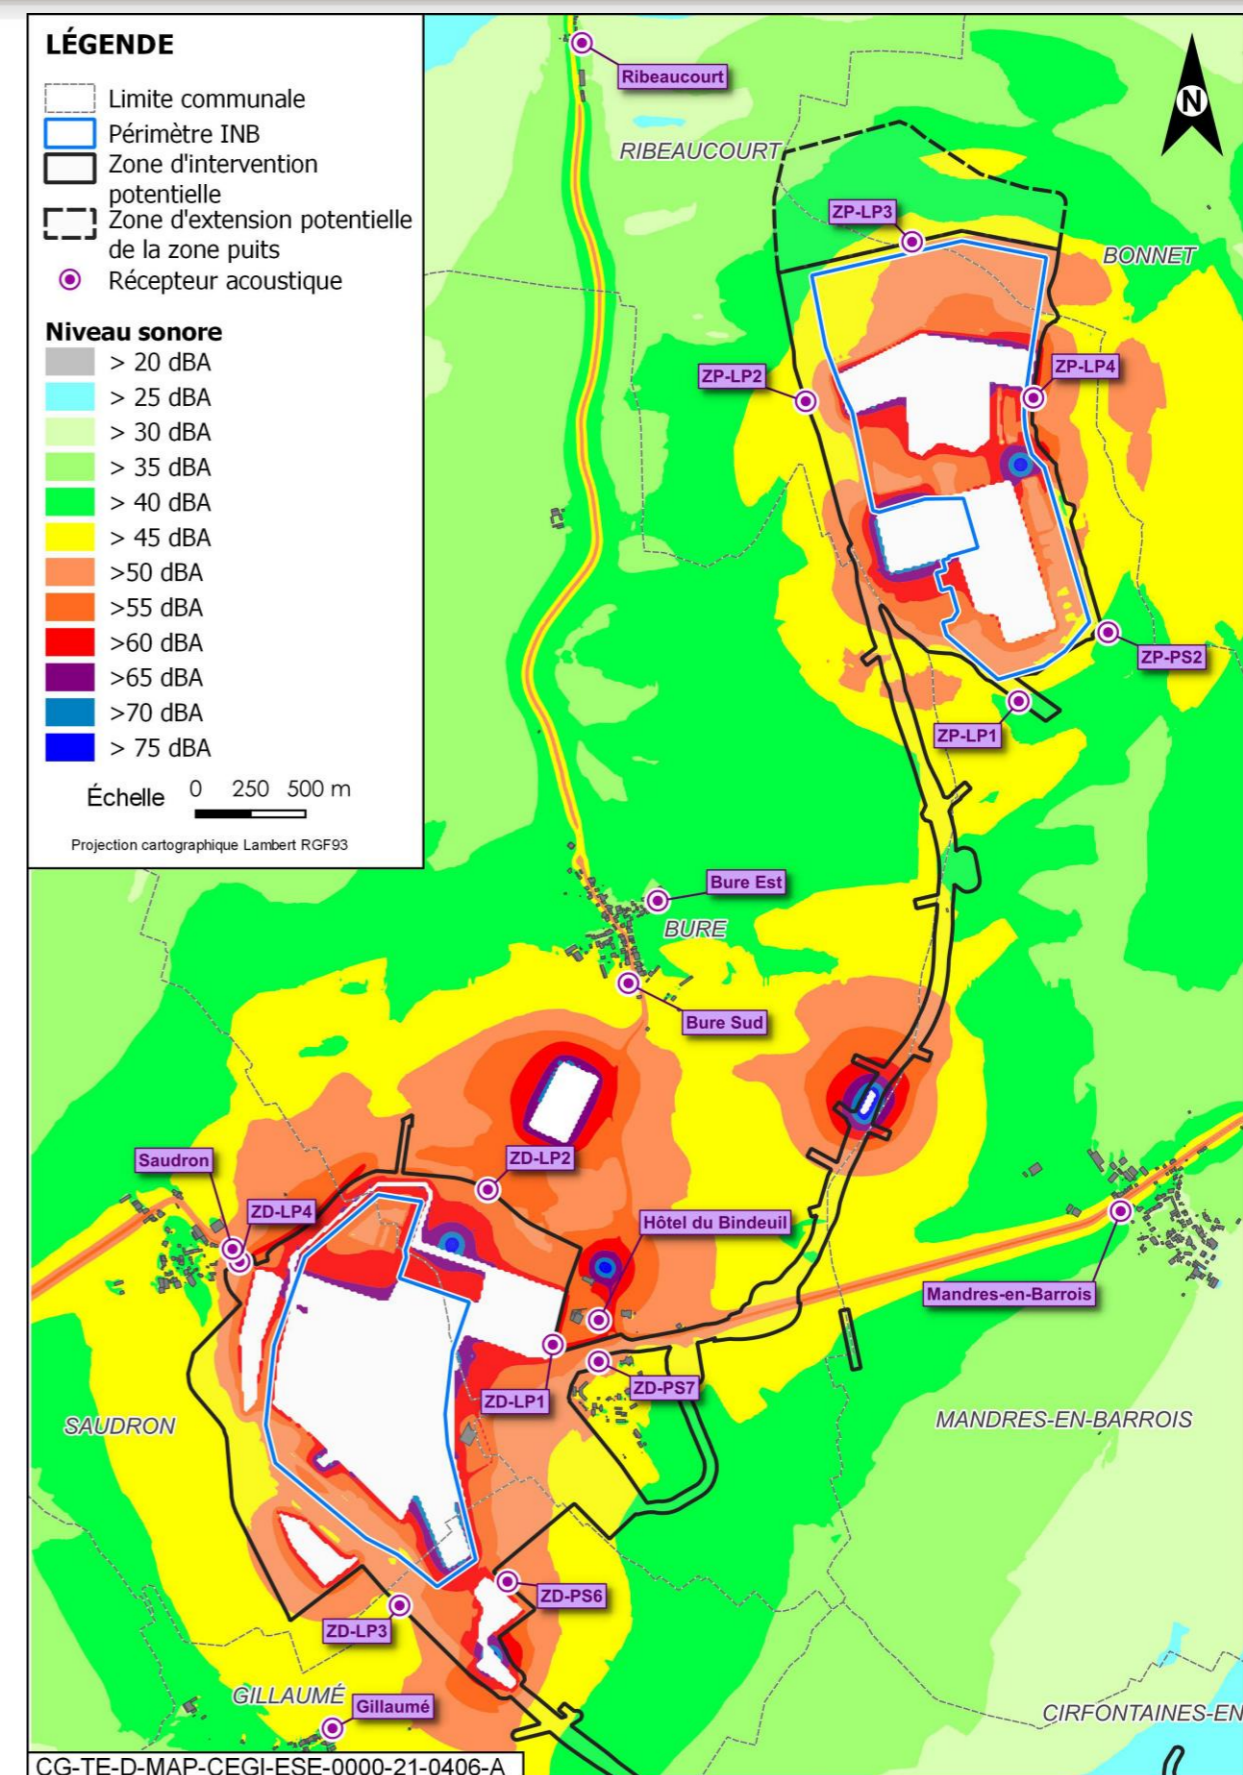 LÉGENDE
Limite communale
Périmètre INB
Zone d'intervention
potentielle
Zone d'extension potentielle
de la zone puits
Récepteur acoustique
Niveau sonore
> 20 dBA
> 25 dBA
> 30 dBA
> 35 dBA
> 40 dBA
> 45 dBA
>50 dBA
>55 dBA
>60 dBA
>65 dBA
>70 dBA
> 75 dBA
Échelle 0 250 500 m
Projection cartographique Lambert RGF93
N
Ribeaucourt
RIBEAUCOURT
ZP-LP3
BONNET
ZP-LP2
ZP-LP4
ZP-PS2
ZP-LP1
Bure Est
BURE
Bure Sud
Saudron
ZD-LP2
ZD-LP4
Hôtel du Bindeuil
Mandres-en-Barrois
ZD-LP1
ZD-PS7
SAUDRON
MANDRES-EN-BARROIS
ZD-PS6
ZD-LP3
GILLAUMÉ
Gillaumé
CIRFONTAINES-EN
CG-TE-D-MAP-CEGI-ESE-0000-21-0406-A